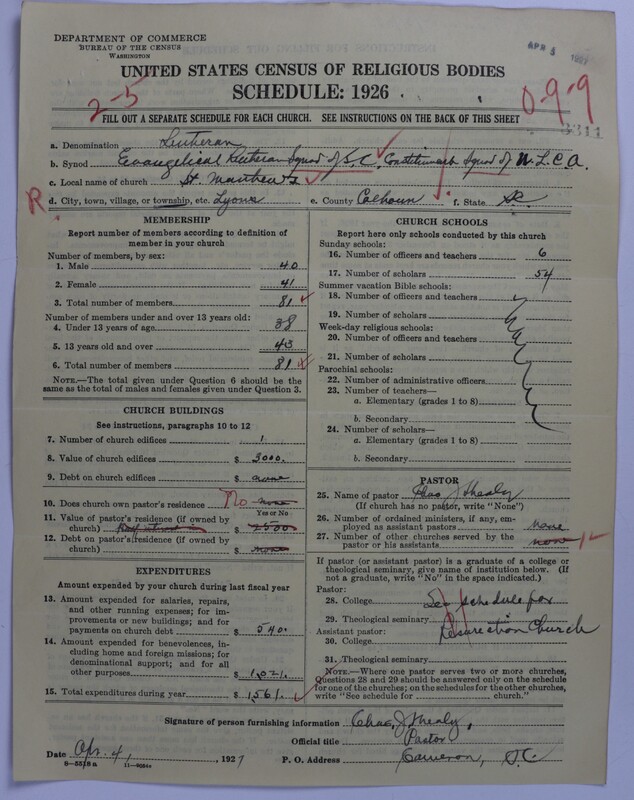 DEPARTMENT OF COMMERCE
BUREAU OF THE CENSUS
WASHINGTON
APR 5 1927
UNITED STATES CENSUS OF RELIGIOUS BODIES
SCHEDULE: 1926
2-5
0-9-9
FILL OUT A SEPARATE SCHEDULE FOR EACH CHURCH. SEE INSTRUCTIONS ON THE BACK OF THIS SHEET
a. Denomination Lutheran
b. Synod Evangelical Lutheran Synod of S.C., Constituent Synod of U.L.C.A.
c. Local name of church St. Matthew's
R d. City, town, village, or township, etc. Lyons e. County Calhoun f. State SC
MEMBERSHIP
Report number of members according to definition of member in your church
Number of members, by sex:
1. Male 40
2. Female 41
3. Total number of members 81
Number of members under and over 13 years old:
4. Under 13 years of age 38
5. 13 years old and over 43
6. Total number of members 81
NOTE.—The total given under Question 6 should be the same as the total of males and females given under Question 3.
CHURCH BUILDINGS
See instructions, paragraphs 10 to 12
7. Number of church edifices 1
8. Value of church edifices $ 3000.
9. Debt on church edifices $ none
10. Does church own pastor's residence No none
Yes or No
11. Value of pastor's residence (if owned by church) $ 2500
12. Debt on pastor's residence (if owned by church) $ none
EXPENDITURES
Amount expended by your church during last fiscal year
13. Amount expended for salaries, repairs, and other running expenses; for improvements or new buildings; and for payments on church debt $ 540.
14. Amount expended for benevolences, including home and foreign missions; for denominational support; and for all other purposes $ 1,021.
15. Total expenditures during year $ 1,561.
CHURCH SCHOOLS
Report here only schools conducted by this church
Sunday schools:
16. Number of officers and teachers 6
17. Number of scholars 54
Summer vacation Bible schools:
18. Number of officers and teachers
19. Number of scholars
Week-day religious schools:
20. Number of officers and teachers
21. Number of scholars
Parochial schools:
22. Number of administrative officers
23. Number of teachers—
a. Elementary (grades 1 to 8)
b. Secondary
24. Number of scholars—
a. Elementary (grades 1 to 8)
b. Secondary
PASTOR
25. Name of pastor Chas. J Shealy
(If church has no pastor, write "None")
26. Number of ordained ministers, if any, employed as assistant pastors none
27. Number of other churches served by the pastor or his assistants none
If pastor (or assistant pastor) is a graduate of a college or theological seminary, give name of institution below. (If not a graduate, write "No" in the space indicated.)
Pastor:
28. College See schedule for
29. Theological seminary
Assistant pastor: Resurection Church
30. College
31. Theological seminary
NOTE.—Where one pastor serves two or more churches, Questions 28 and 29 should be answered only on the schedule for one of the churches; on the schedules for the other churches, write "See schedule for church."
Signature of person furnishing information Chas. J Shealy,
Official title Pastor
Date Apr. 4, 1927 P. O. Address Cameron, S.C.